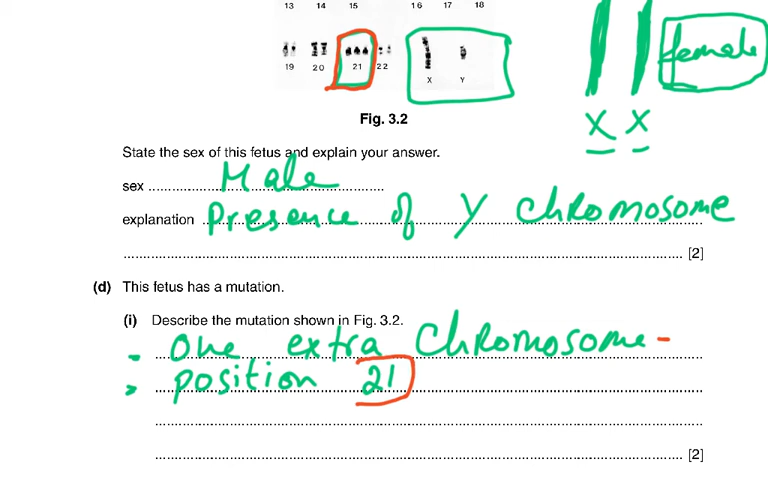 13 14 15 16 17 18
19 20 21 22 X Y
female
X X
Fig. 3.2
State the sex of this fetus and explain your answer.
sex Male
explanation Presence of Y Chromosome
[2]
(d) This fetus has a mutation.
(i) Describe the mutation shown in Fig. 3.2.
- one extra Chromosome -
> position 21
[2]